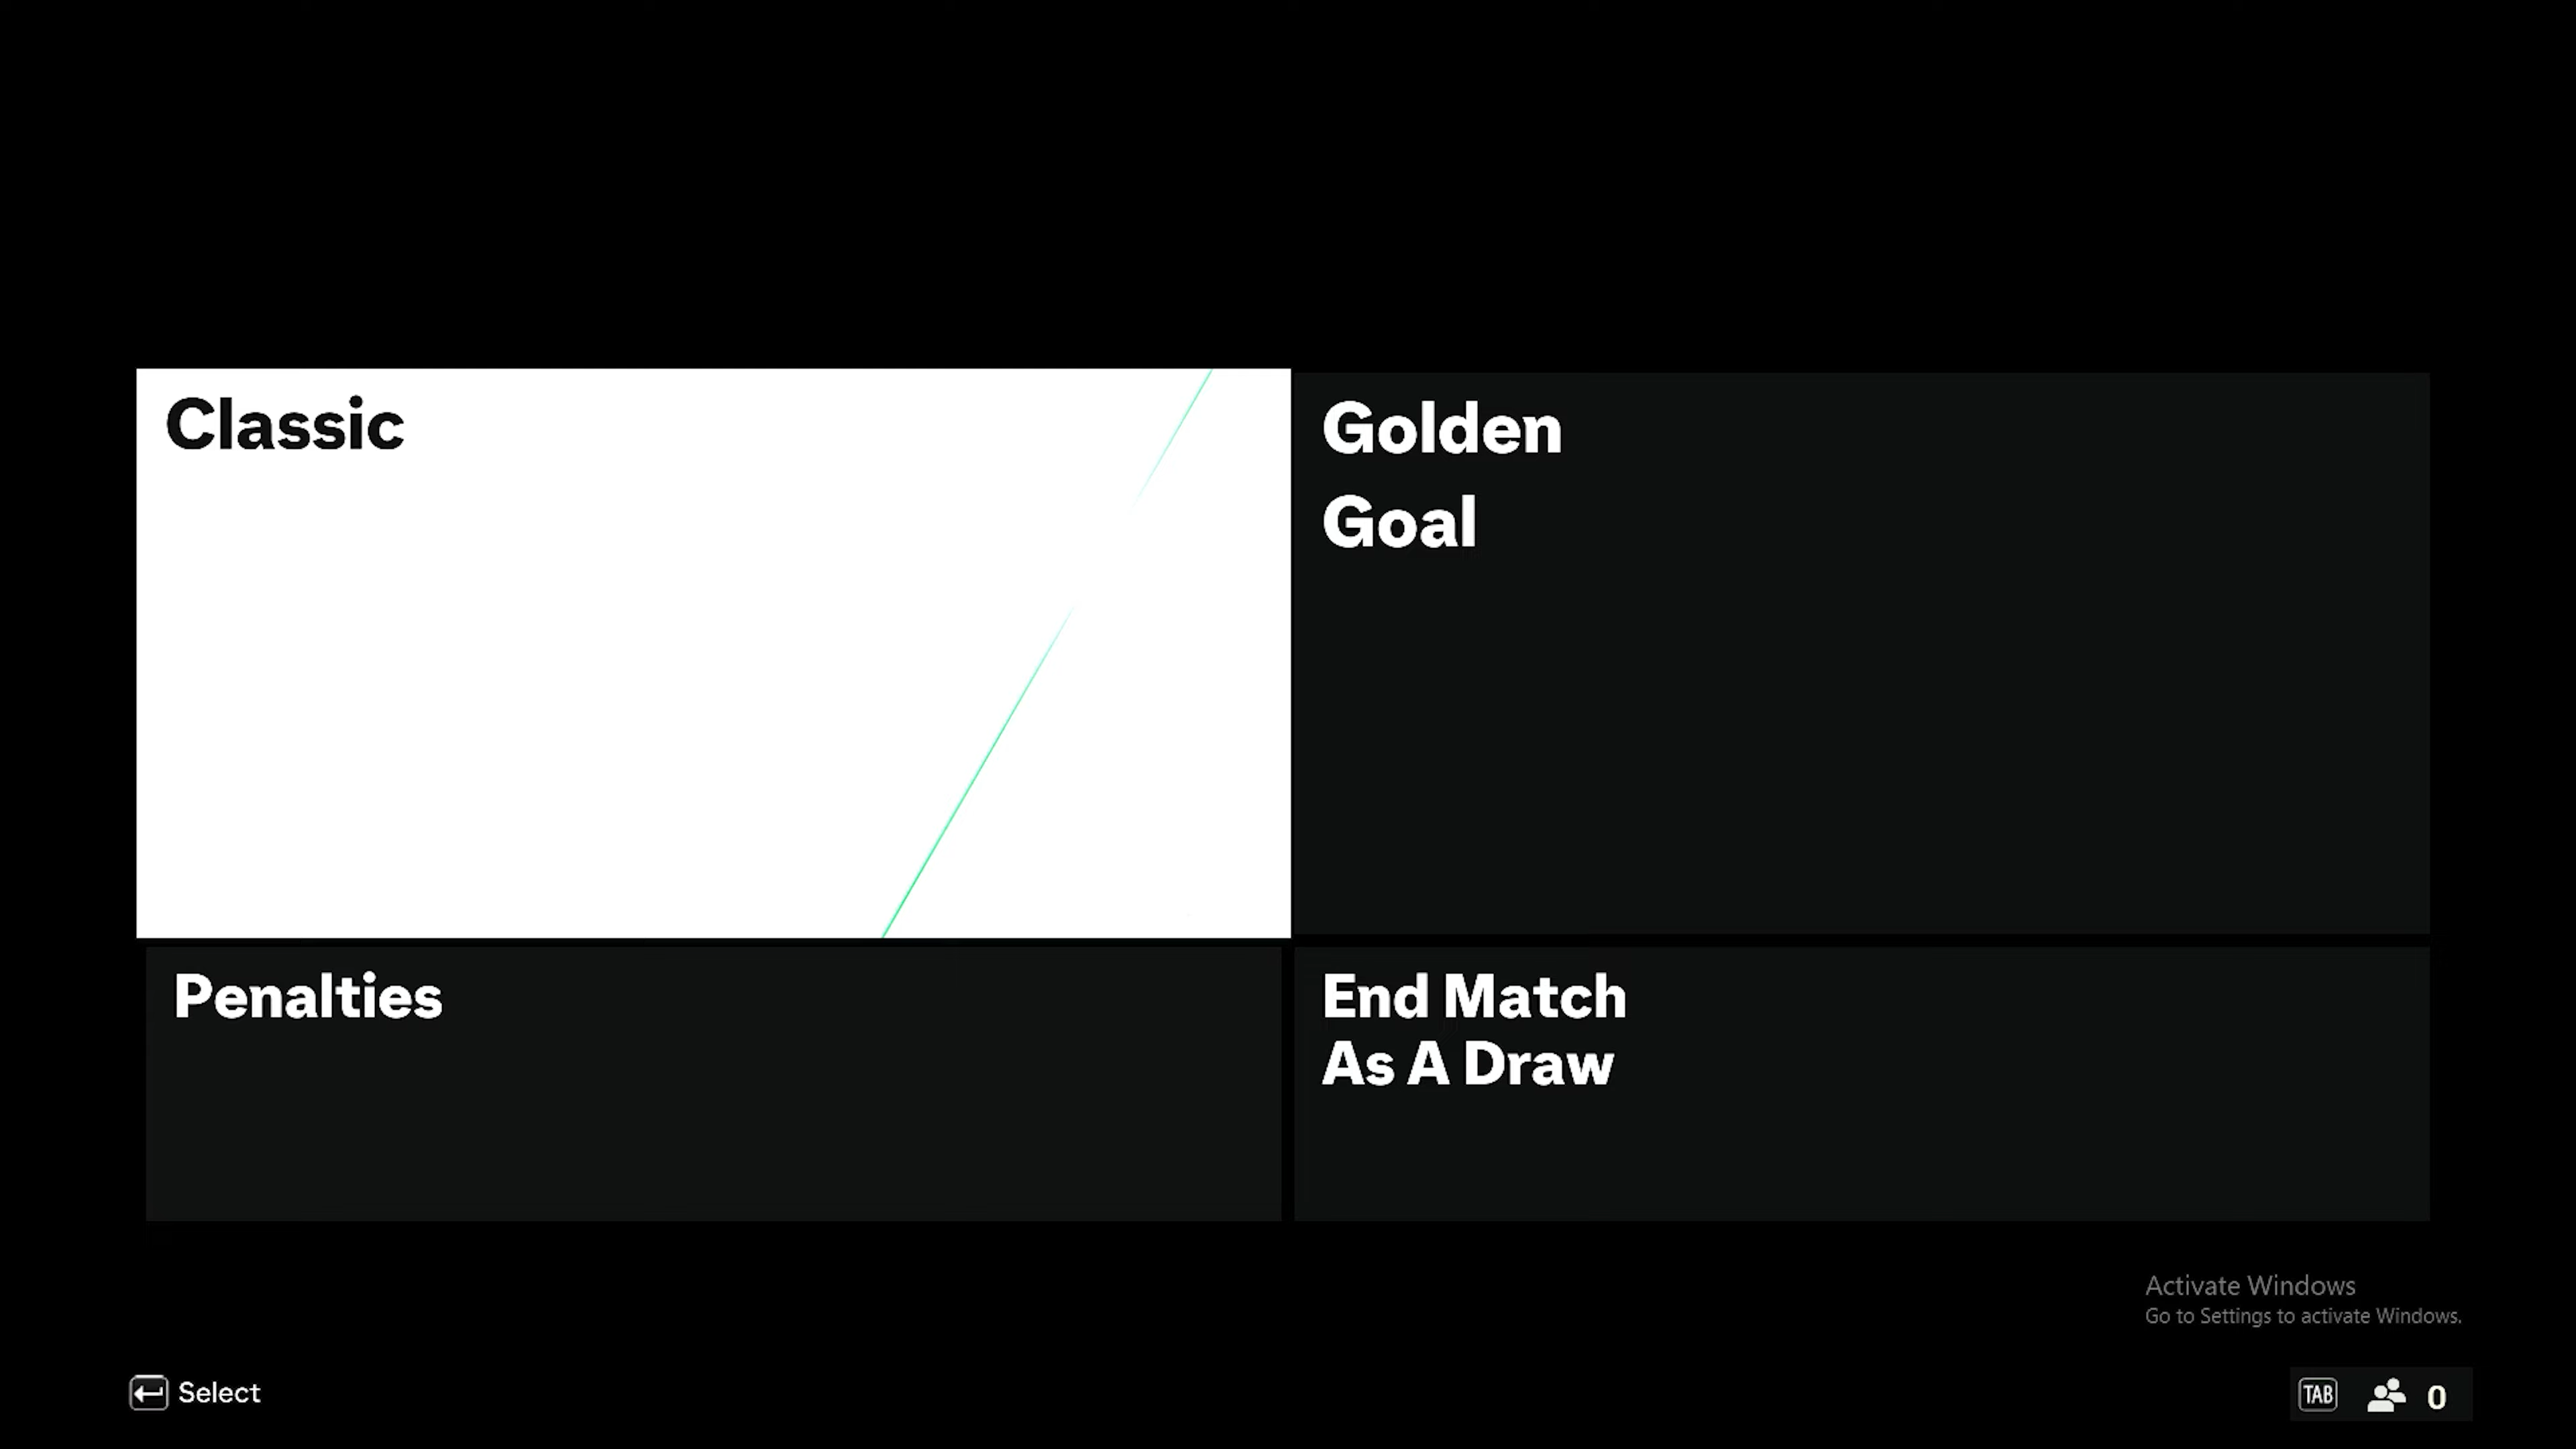 Classic
Golden
Goal
Penalties
End Match
As A Draw
Activate Windows
Go to Settings to activate Windows.
Select
TAB
0